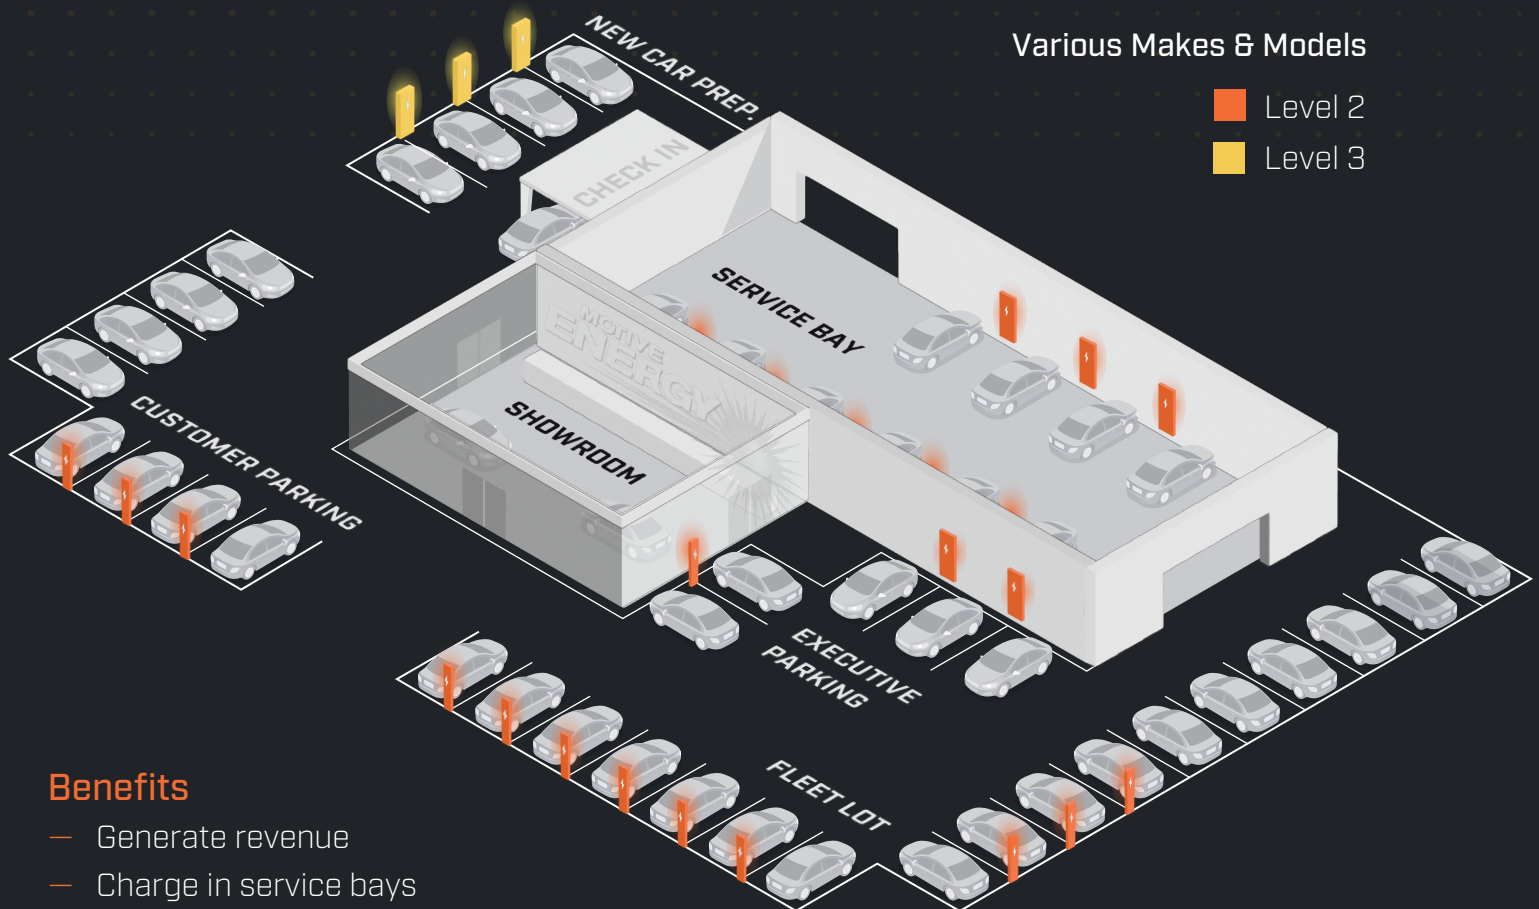 NEW CAR PREP.
Various Makes & Models
Level 2
Level 3
CHECK IN
SERVICE BAY
MOTIVE
ENERGY
SHOWROOM
CUSTOMER PARKING
EXECUTIVE
PARKING
FLEET LOT
Benefits
— Generate revenue
— Charge in service bays